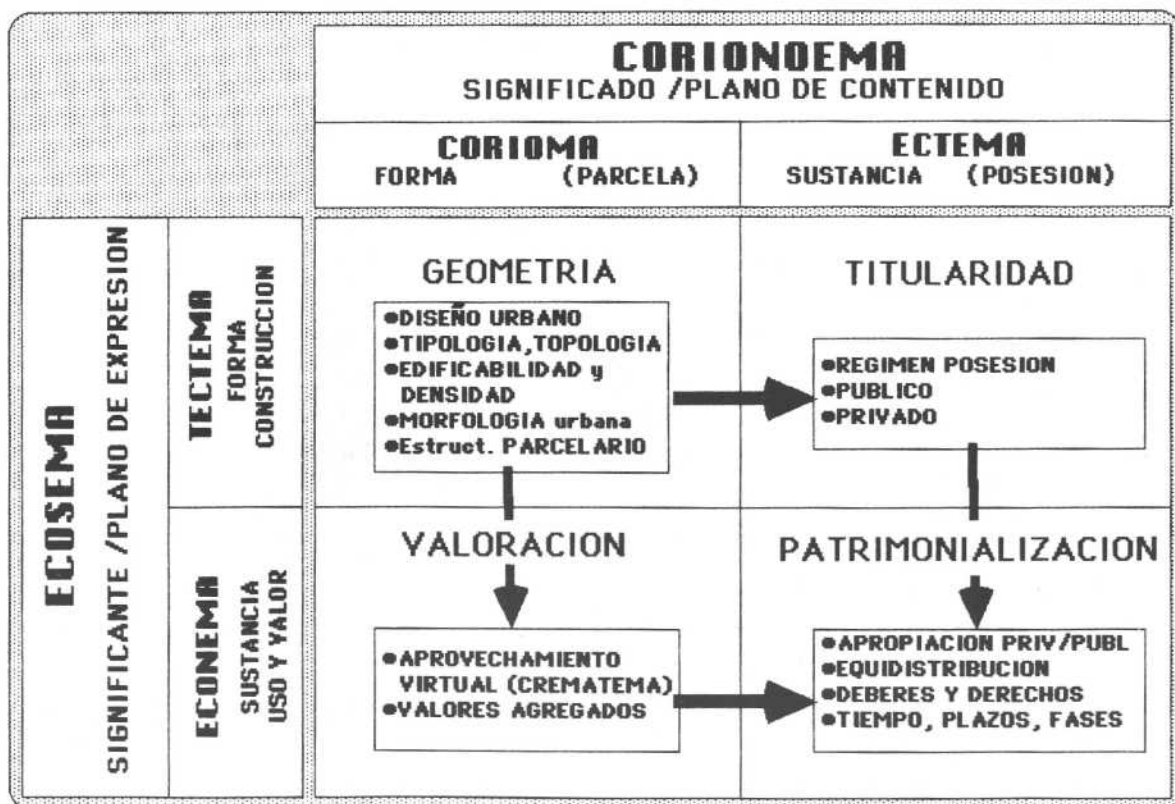 CORIONOEMA
SIGNIFICADO /PLANO DE CONTENIDO
CORIOMA
FORMA (PARCELA)
ECTEMA
SUSTANCIA (POSESION)
ECOSEMA
SIGNIFICANTE /PLANO DE EXPRESION
TECTEMA
FORMA
CONSTRUCCION
GEOMETRIA
●DISEÑO URBANO
●TIPOLOGIA,TOPOLOGIA
●EDIFICABILIDAD y
DENSIDAD
●MORFOLOGIA urbana
●Estruct. PARCELARIO
TITULARIDAD
●REGIMEN POSESION
●PUBLICO
●PRIVADO
ECONEMA
SUSTANCIA
USO Y VALOR
VALORACION
●APROVECHAMIENTO
VIRTUAL (CREMATEMA)
●VALORES AGREGADOS
PATRIMONIALIZACION
●APROPIACION PRIV/PUBL
●EQUIDISTRIBUCION
●DEBERES Y DERECHOS
●TIEMPO, PLAZOS, FASES